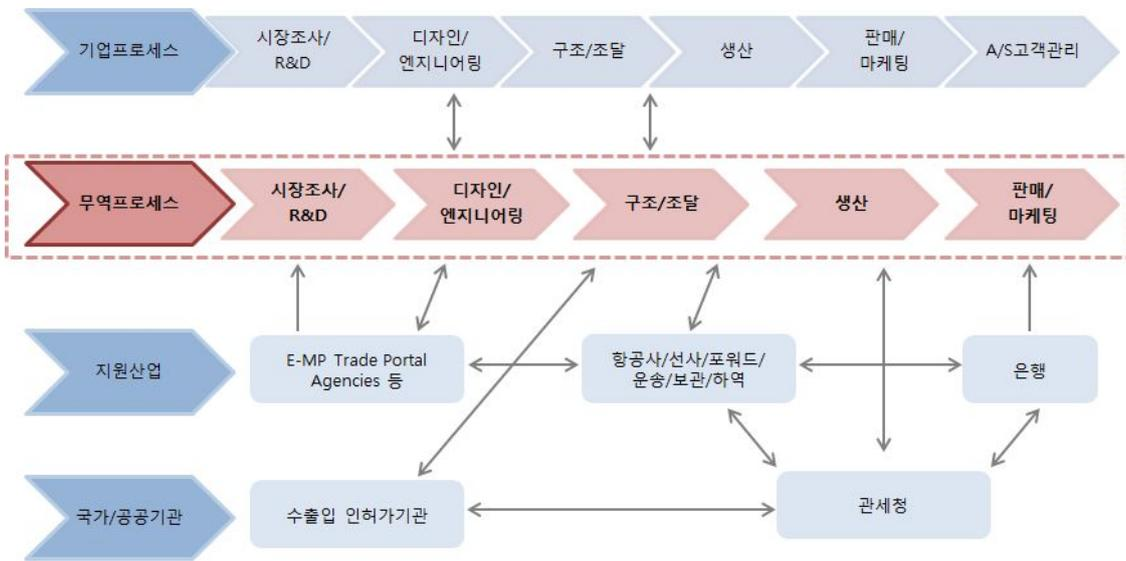 기업프로세스
시장조사/
R&D
디자인/
엔지니어링
구조/조달
생산
판매/
마케팅
A/S고객관리
무역프로세스
시장조사/
R&D
디자인/
엔지니어링
구조/조달
생산
판매/
마케팅
지원산업
E-MP Trade Portal
Agencies 등
항공사/선사/포워드/
운송/보관/하역
은행
국가/공공기관
수출입 인허가기관
관세청